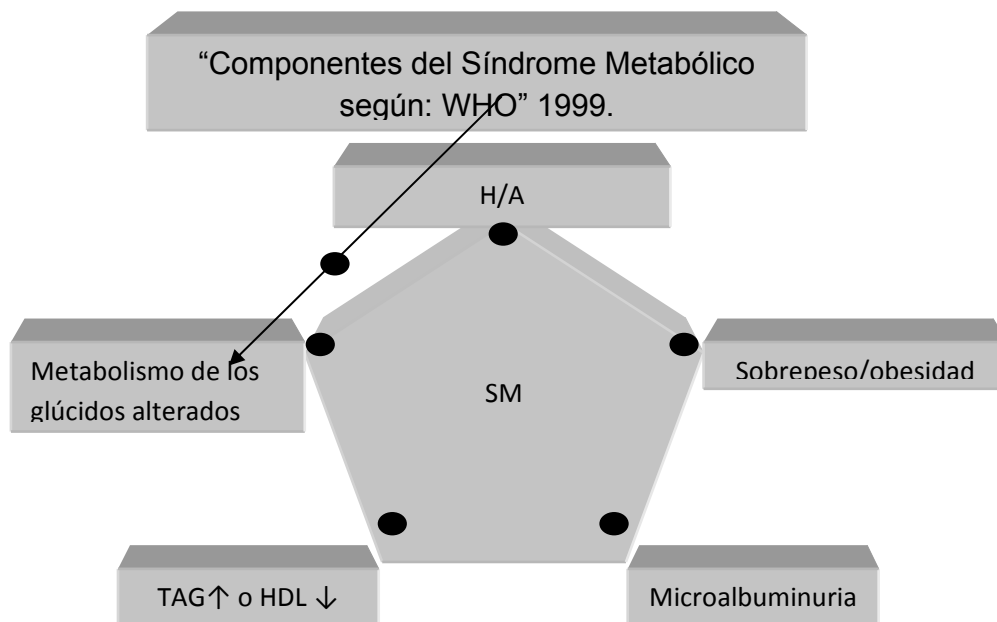 “Componentes del Síndrome Metabólico
según: WHO” 1999.
H/A
Metabolismo de los
glúcidos alterados
Sobrepeso/obesidad
SM
TAG↑ o HDL ↓
Microalbuminuria